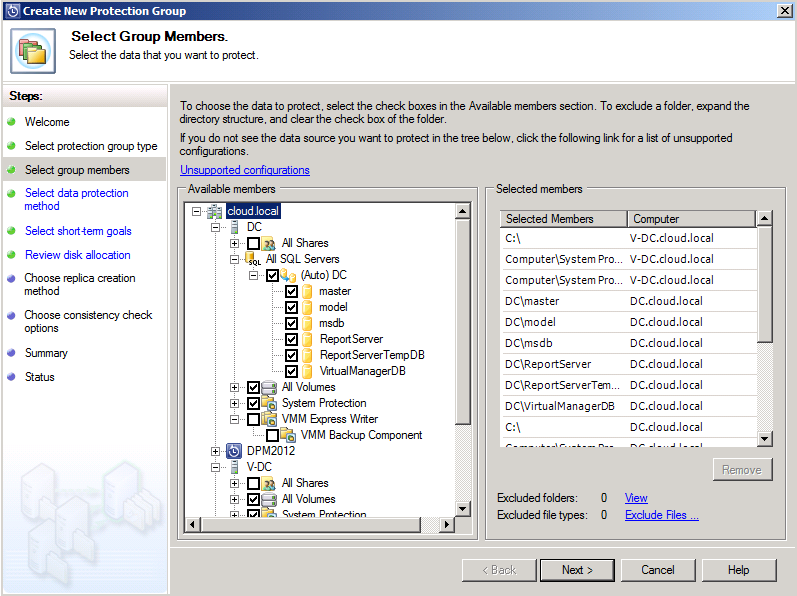 Create New Protection Group
Select Group Members.
Select the data that you want to protect.
Steps:
Welcome
Select protection group type
Select group members
Select data protection
method
Select short-term goals
Review disk allocation
Choose replica creation
method
Choose consistency check
options
Summary
Status
To choose the data to protect, select the check boxes in the Available members section. To exclude a folder, expand the
directory structure, and clear the check box of the folder.
If you do not see the data source you want to protect in the tree below, click the following link for a list of unsupported
configurations.
Unsupported configurations
Available members
cloud.local
DC
All Shares
SQL
All SQL Servers
(Auto) DC
master
model
msdb
ReportServer
ReportServerTempDB
VirtualManagerDB
All Volumes
System Protection
VMM Express Writer
VMM Backup Component
DPM2012
V-DC
All Shares
All Volumes
System Protection
Selected members
Selected Members Computer
C:\ V-DC.cloud.local
Computer\System Pro... V-DC.cloud.local
Computer\System Pro... V-DC.cloud.local
DC\master DC.cloud.local
DC\model DC.cloud.local
DC\msdb DC.cloud.local
DC\ReportServer DC.cloud.local
DC\ReportServerTem... DC.cloud.local
DC\VirtualManagerDB DC.cloud.local
C:\ DC.cloud.local
Computer\System Pro... DC.cloud.local
Remove
Excluded folders: 0 View
Excluded file types: 0 Exclude Files ...
< Back
Next >
Cancel
Help